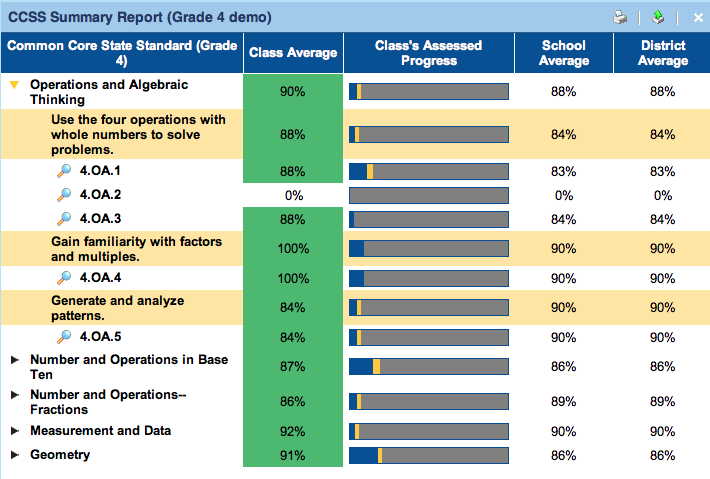 CCSS Summary Report (Grade 4 demo)
Common Core State Standard (Grade
4)
Class Average
Class's Assessed
Progress
School
Average
District
Average
Operations and Algebraic
Thinking
90%
88%
88%
Use the four operations with
whole numbers to solve
problems.
88%
84%
84%
4.OA.1
88%
83%
83%
4.OA.2
0%
0%
0%
4.OA.3
88%
84%
84%
Gain familiarity with factors
and multiples.
100%
90%
90%
4.OA.4
100%
90%
90%
Generate and analyze
patterns.
84%
90%
90%
4.OA.5
84%
90%
90%
Number and Operations in Base
Ten
87%
86%
86%
Number and Operations--
Fractions
86%
89%
89%
Measurement and Data
92%
90%
90%
Geometry
91%
86%
86%